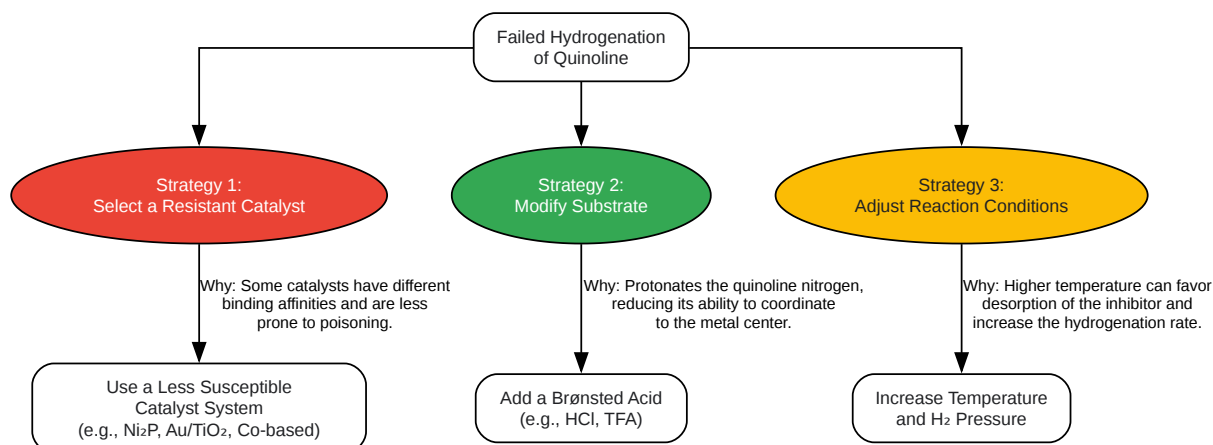 Failed Hydrogenation
of Quinoline
Strategy 1:
Select a Resistant Catalyst
Strategy 2:
Modify Substrate
Strategy 3:
Adjust Reaction Conditions
Why: Some catalysts have different
binding affinities and are less
prone to poisoning.
Why: Protonates the quinoline nitrogen,
reducing its ability to coordinate
to the metal center.
Why: Higher temperature can favor
desorption of the inhibitor and
increase the hydrogenation rate.
Use a Less Susceptible
Catalyst System
(e.g., Ni₂P, Au/TiO₂, Co-based)
Add a Brønsted Acid
(e.g., HCl, TFA)
Increase Temperature
and H₂ Pressure